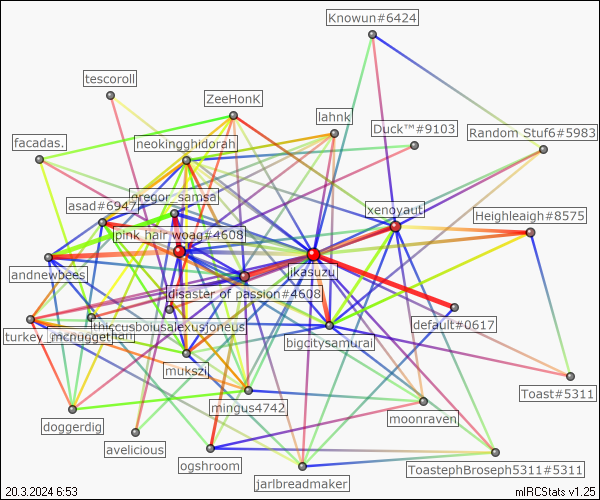 Knowun#6424
tescoroll
ZeeHonK
lahnk
Duck™#9103
Random Stuf6#5983
facadas.
neokingghidorah
gregor_samsa
asad#6947
xenoyaut
Heighleaigh#8575
pink hair woag#4608
andnewbees
jkasuzu
disaster of passion#4608
default#0617
thiccusboiusalexusjoneus
turkey_mcnuggethan
bigcitysamurai
mukszi
Toast#5311
mingus4742
moonraven
doggerdig
avelicious
ogshroom
ToastephBroseph5311#5311
jarlbreadmaker
20.3.2024 6:53
mIRCStats v1.25